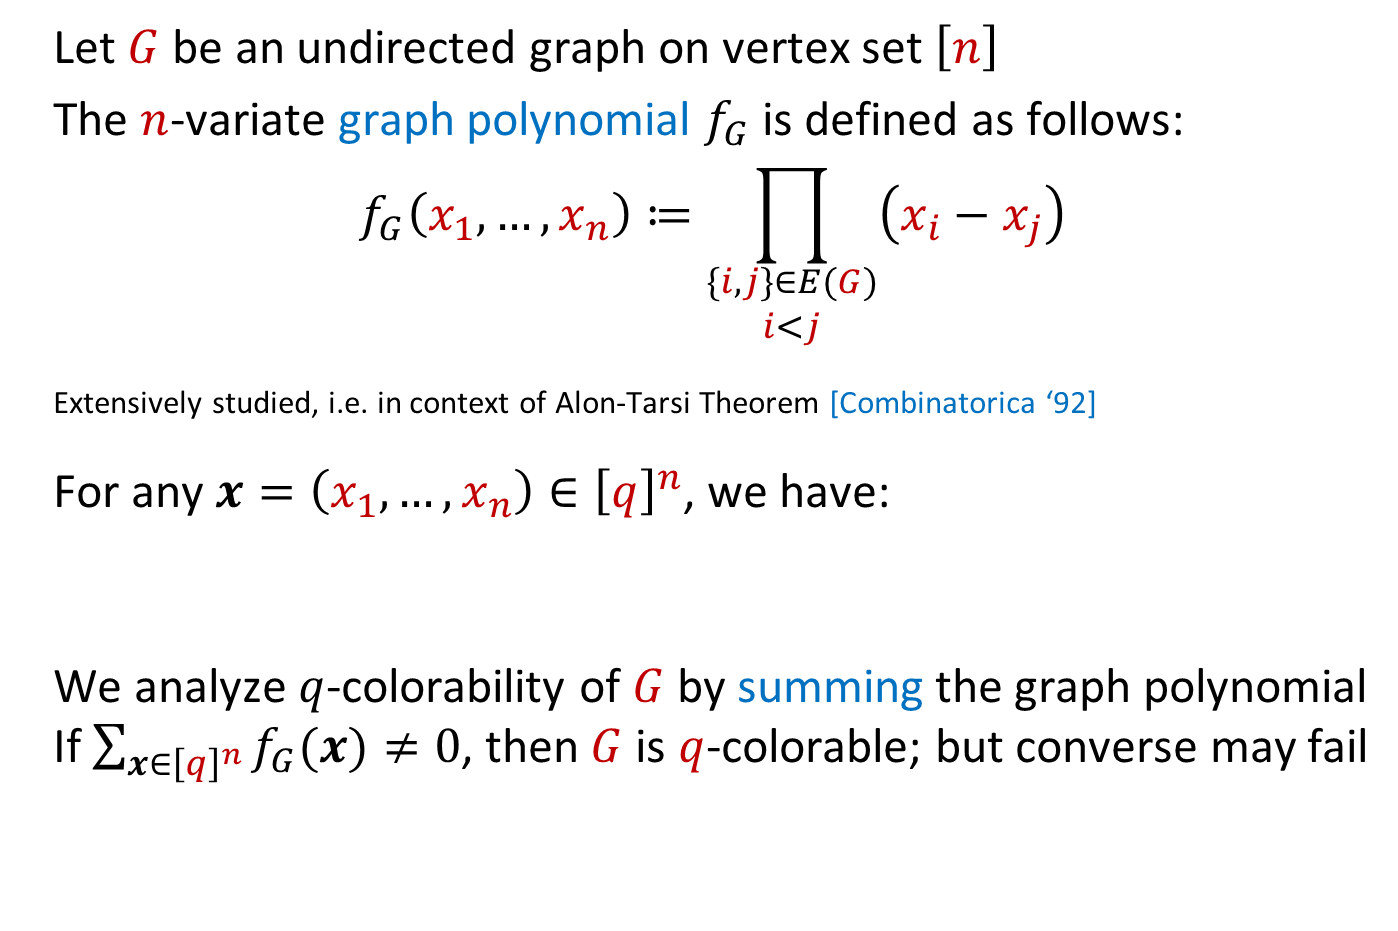 Let G be an undirected graph on vertex set [n]
The n-variate graph polynomial f_G is defined as follows:
f_G(x_1, … , x_n) ≔ ∏_{{i,j}∈E(G) i<j} (x_i − x_j)
Extensively studied, i.e. in context of Alon-Tarsi Theorem [Combinatorica ‘92]
For any x = (x_1, … , x_n) ∈ [q]^n, we have:
We analyze q-colorability of G by summing the graph polynomial
If ∑_{x∈[q]^n} f_G(x) ≠ 0, then G is q-colorable; but converse may fail